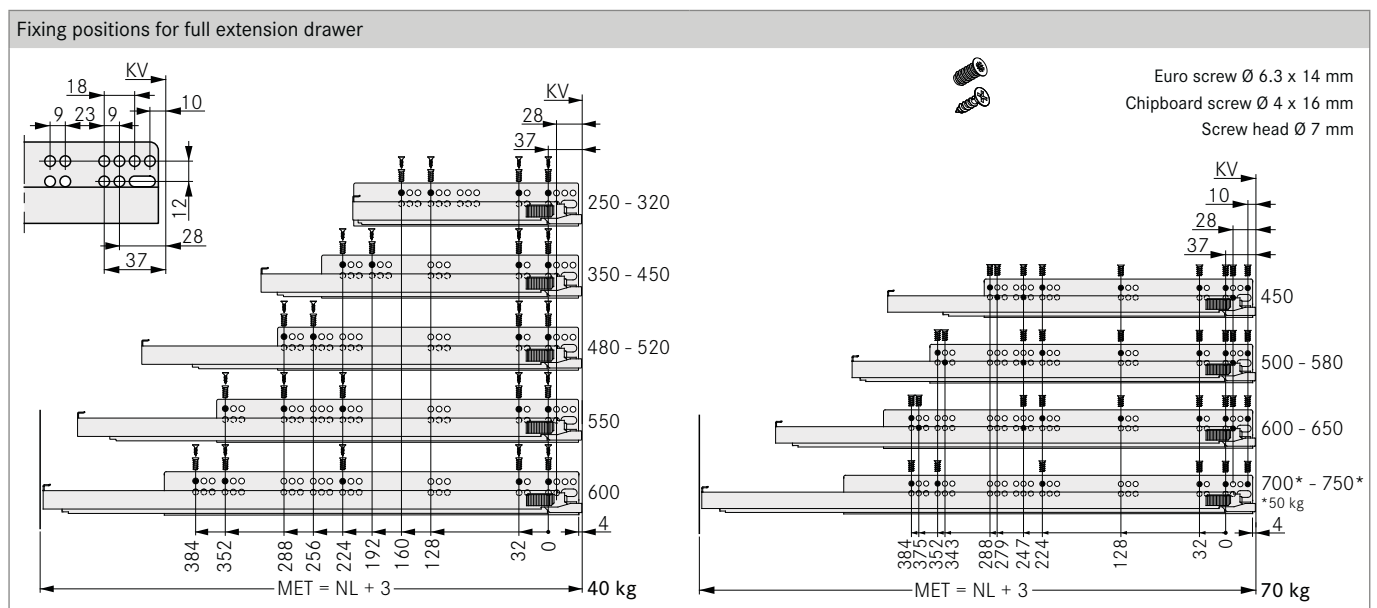 Fixing positions for full extension drawer
KV
18
10
9
23
9
12
28
37
KV
28
37
250 - 320
350 - 450
480 - 520
550
600
4
384
352
288
256
224
192
160
128
32
0
MET = NL + 3
40 kg
Euro screw Ø 6.3 x 14 mm
Chipboard screw Ø 4 x 16 mm
Screw head Ø 7 mm
KV
10
28
37
450
500 - 580
600 - 650
700* - 750*
*50 kg
4
384
375
352
343
288
279
247
224
128
32
0
MET = NL + 3
70 kg